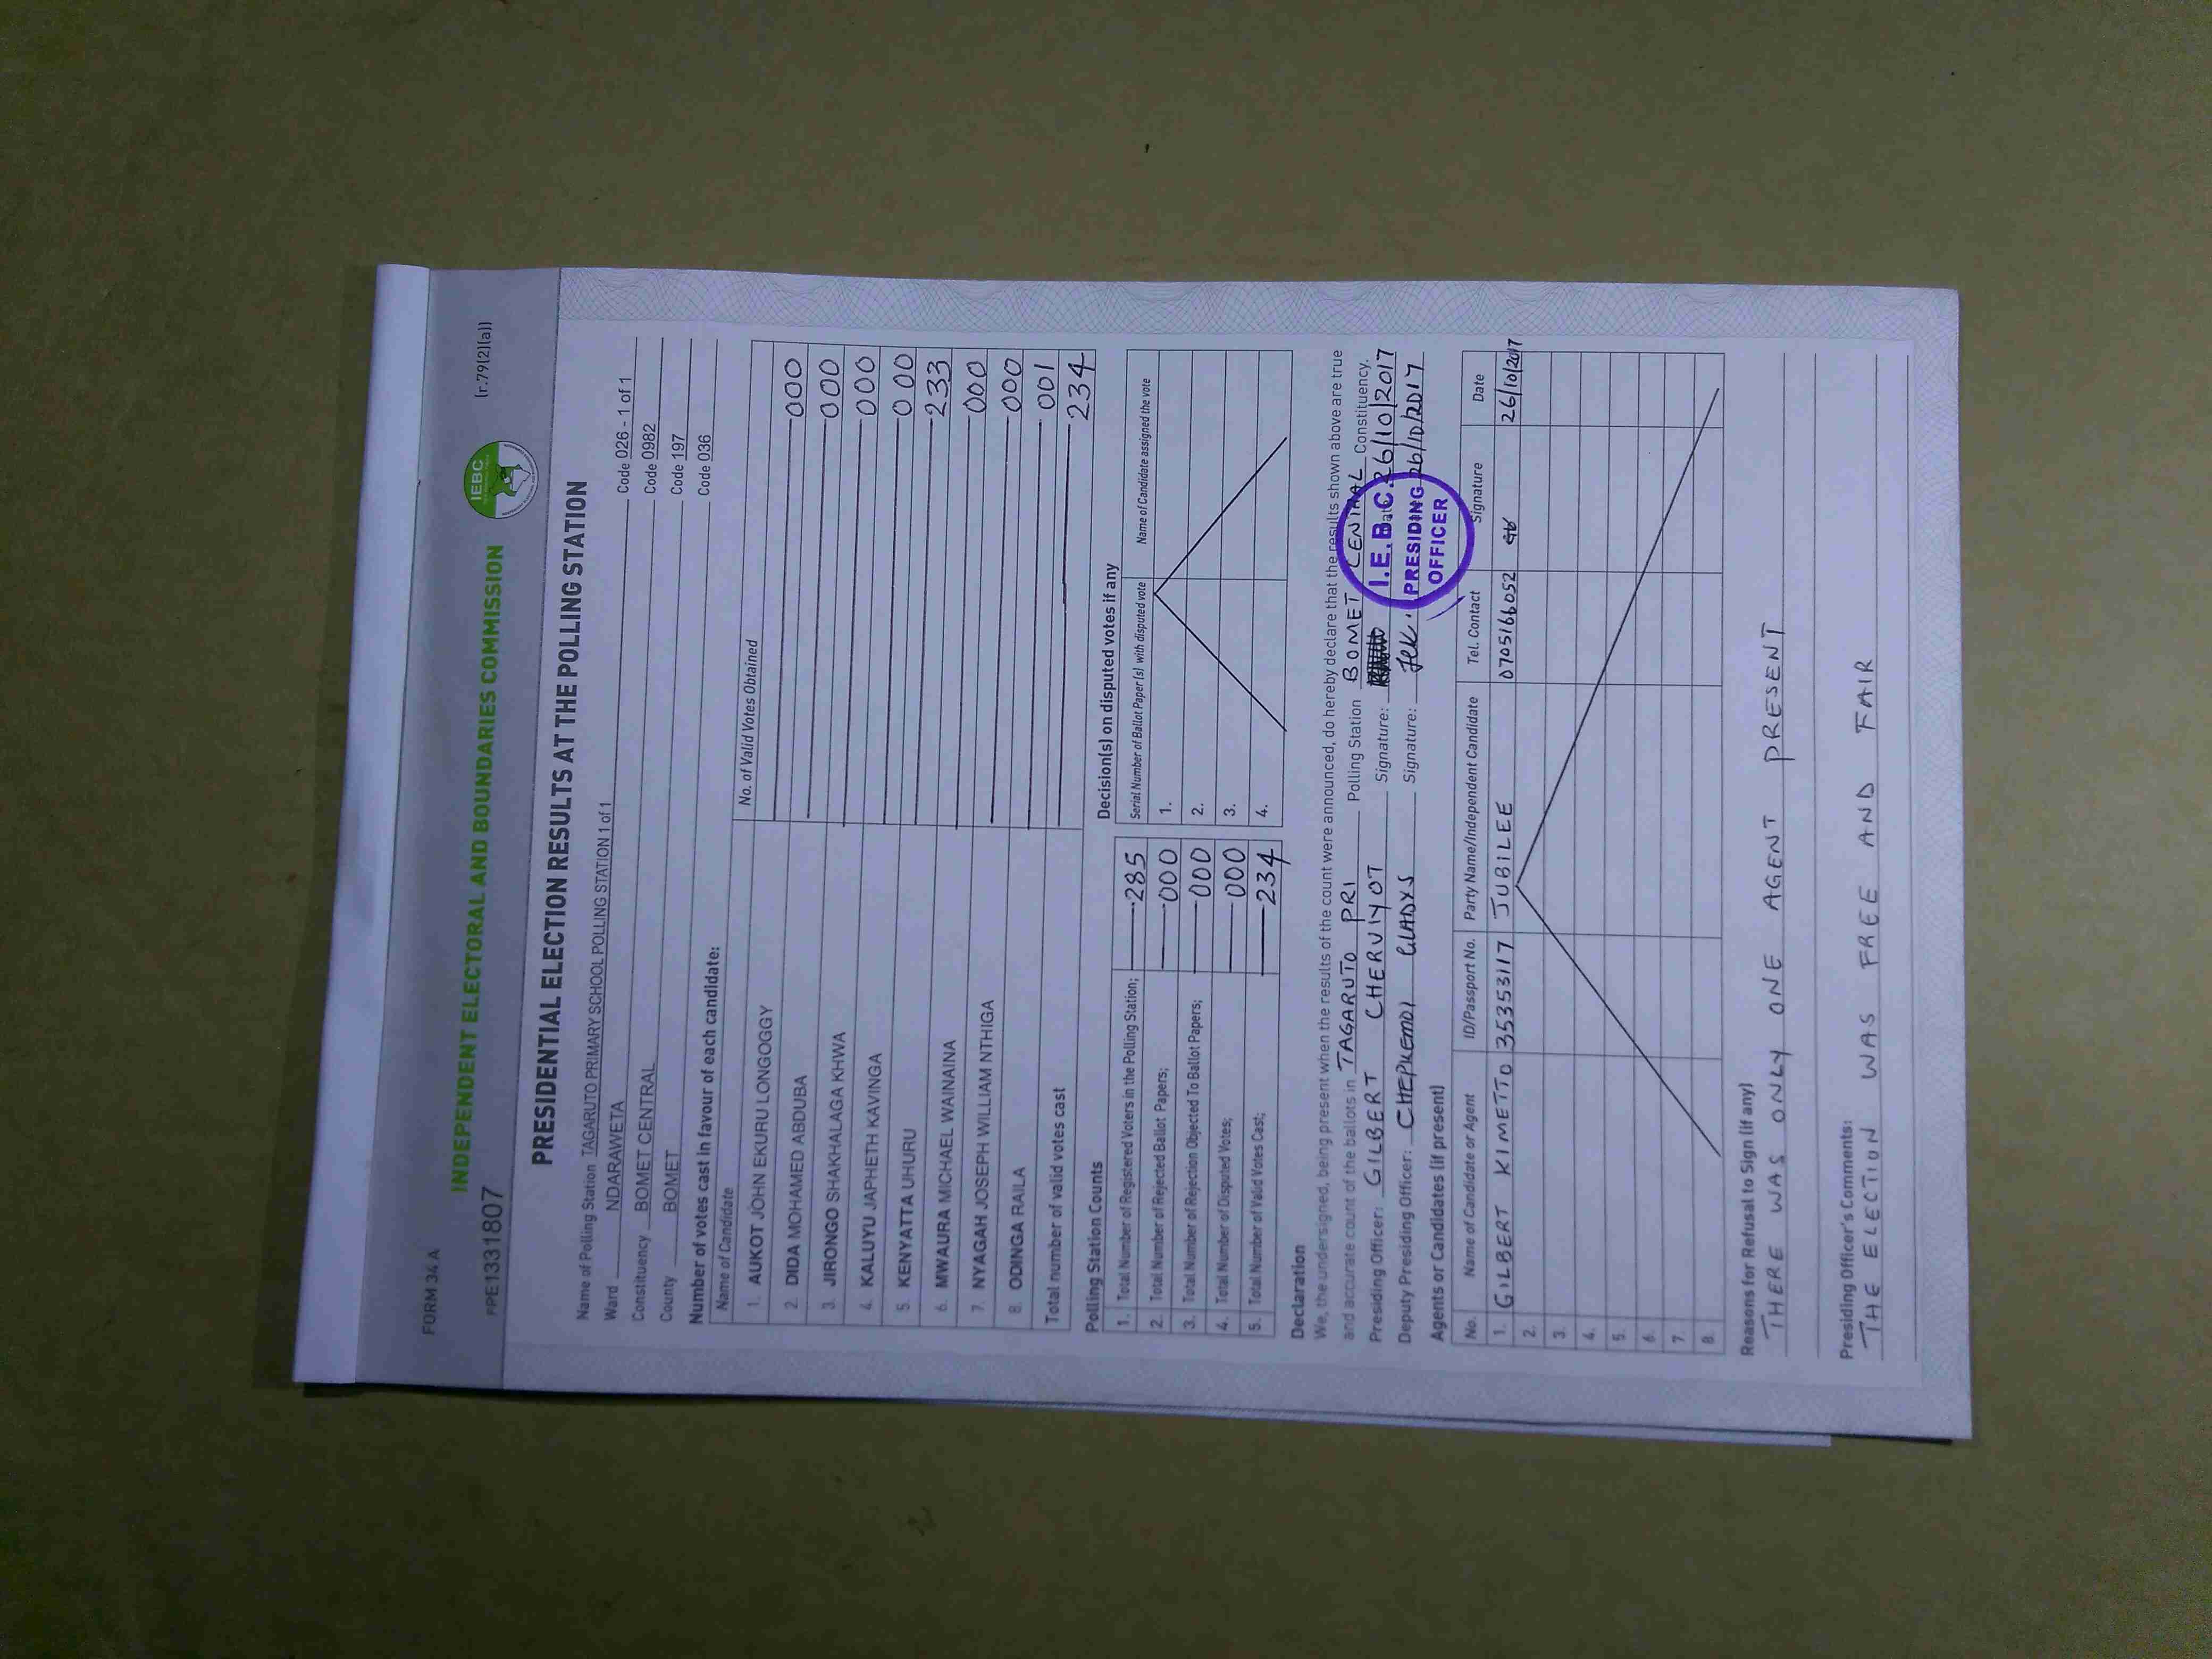 FORM 34A (r.79(2)(a))
INDEPENDENT ELECTORAL AND BOUNDARIES COMMISSION
IEBC
PPE1331807
PRESIDENTIAL ELECTION RESULTS AT THE POLLING STATION
Name of Polling Station TAGARUTO PRIMARY SCHOOL POLLING STATION 1 of 1 Code 026 - 1 of 1
Ward NDARAWETA Code 0982
Constituency BOMET CENTRAL Code 197
County BOMET Code 036
Number of votes cast in favour of each candidate:
Name of Candidate No. of Valid Votes Obtained
1. AUKOT JOHN EKURU LONGOGGY 000
2. DIDA MOHAMED ABDUBA 000
3. JIRONGO SHAKHALAGA KHWA 000
4. KALUYU JAPHETH KAVINGA 000
5. KENYATTA UHURU 233
6. MWAURA MICHAEL WAINAINA 000
7. NYAGAH JOSEPH WILLIAM NTHIGA 000
8. ODINGA RAILA 001
Total number of valid votes cast 234
Polling Station Counts
1. Total Number of Registered Voters in the Polling Station; 285
2. Total Number of Rejected Ballot Papers; 000
3. Total Number of Rejection Objected To Ballot Papers; 000
4. Total Number of Disputed Votes; 000
5. Total Number of Valid Votes Cast; 234
Decision(s) on disputed votes if any
Serial Number of Ballot Paper (s) with disputed vote Name of Candidate assigned the vote
1.
2.
3.
4.
Declaration
We, the undersigned, being present when the results of the count were announced, do hereby declare that the results shown above are true
and accurate count of the ballots in TAGARUTO PRI Polling Station BOMET CENTRAL Constituency.
Presiding Officer: GILBERT CHERUIYOT Signature: 26/10/2017
Deputy Presiding Officer: CHEPKEMOI GLADYS Signature: 26/10/2017
I.E.B.C.
PRESIDING
OFFICER
Agents or Candidates (if present)
No. Name of Candidate or Agent ID/Passport No. Party Name/Independent Candidate Tel. Contact Signature Date
1. GILBERT KIMETTO 35353117 JUBILEE 0705166052 26/10/2017
2.
3.
4.
5.
6.
7.
8.
Reasons for Refusal to Sign (if any)
THERE WAS ONLY ONE AGENT PRESENT
Presiding Officer's Comments:
THE ELECTION WAS FREE AND FAIR